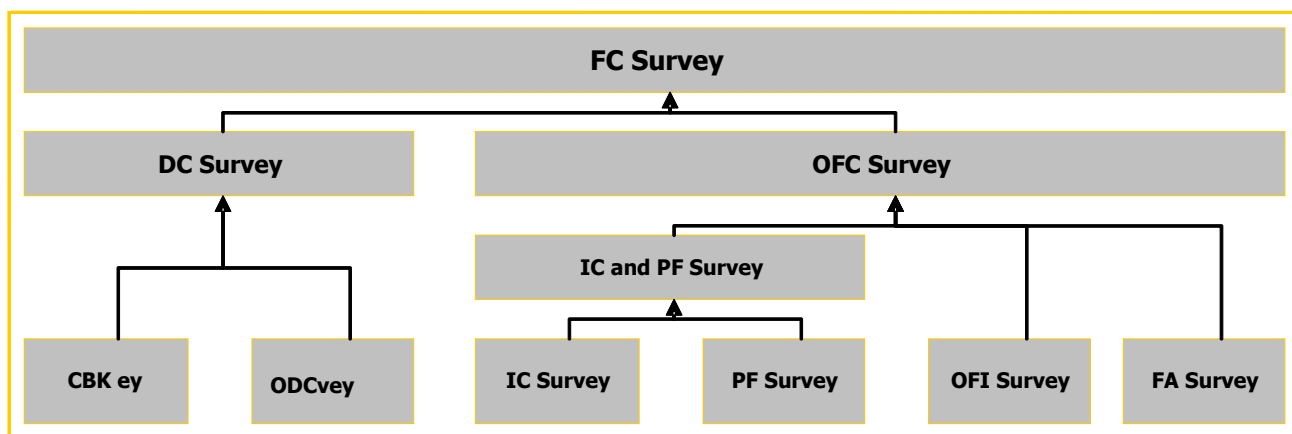 FC Survey
DC Survey
OFC Survey
IC and PF Survey
CBK ey
ODCvey
IC Survey
PF Survey
OFI Survey
FA Survey